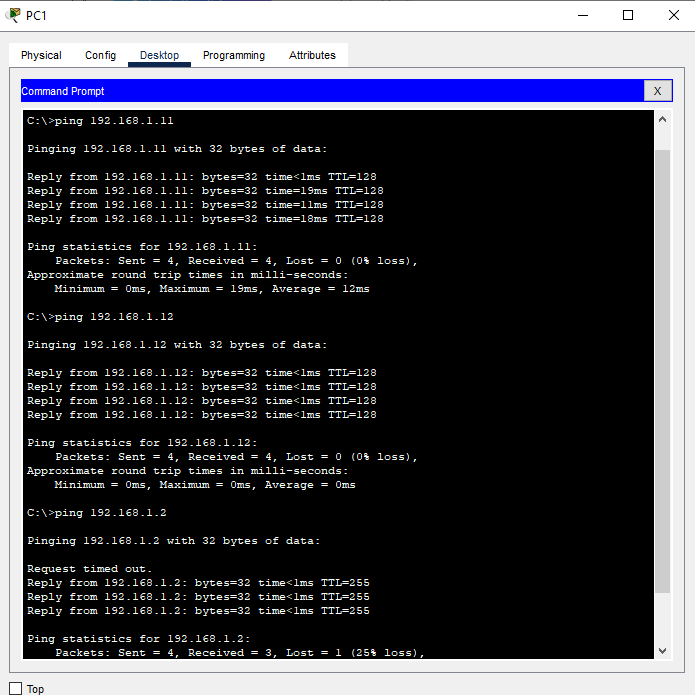 PC1
Physical Config Desktop Programming Attributes
Command Prompt X
C:\>ping 192.168.1.11
Pinging 192.168.1.11 with 32 bytes of data:
Reply from 192.168.1.11: bytes=32 time<1ms TTL=128
Reply from 192.168.1.11: bytes=32 time=19ms TTL=128
Reply from 192.168.1.11: bytes=32 time=11ms TTL=128
Reply from 192.168.1.11: bytes=32 time=18ms TTL=128
Ping statistics for 192.168.1.11:
Packets: Sent = 4, Received = 4, Lost = 0 (0% loss),
Approximate round trip times in milli-seconds:
Minimum = 0ms, Maximum = 19ms, Average = 12ms
C:\>ping 192.168.1.12
Pinging 192.168.1.12 with 32 bytes of data:
Reply from 192.168.1.12: bytes=32 time<1ms TTL=128
Reply from 192.168.1.12: bytes=32 time<1ms TTL=128
Reply from 192.168.1.12: bytes=32 time<1ms TTL=128
Reply from 192.168.1.12: bytes=32 time<1ms TTL=128
Ping statistics for 192.168.1.12:
Packets: Sent = 4, Received = 4, Lost = 0 (0% loss),
Approximate round trip times in milli-seconds:
Minimum = 0ms, Maximum = 0ms, Average = 0ms
C:\>ping 192.168.1.2
Pinging 192.168.1.2 with 32 bytes of data:
Request timed out.
Reply from 192.168.1.2: bytes=32 time<1ms TTL=255
Reply from 192.168.1.2: bytes=32 time<1ms TTL=255
Reply from 192.168.1.2: bytes=32 time<1ms TTL=255
Ping statistics for 192.168.1.2:
Packets: Sent = 4, Received = 3, Lost = 1 (25% loss),
Top